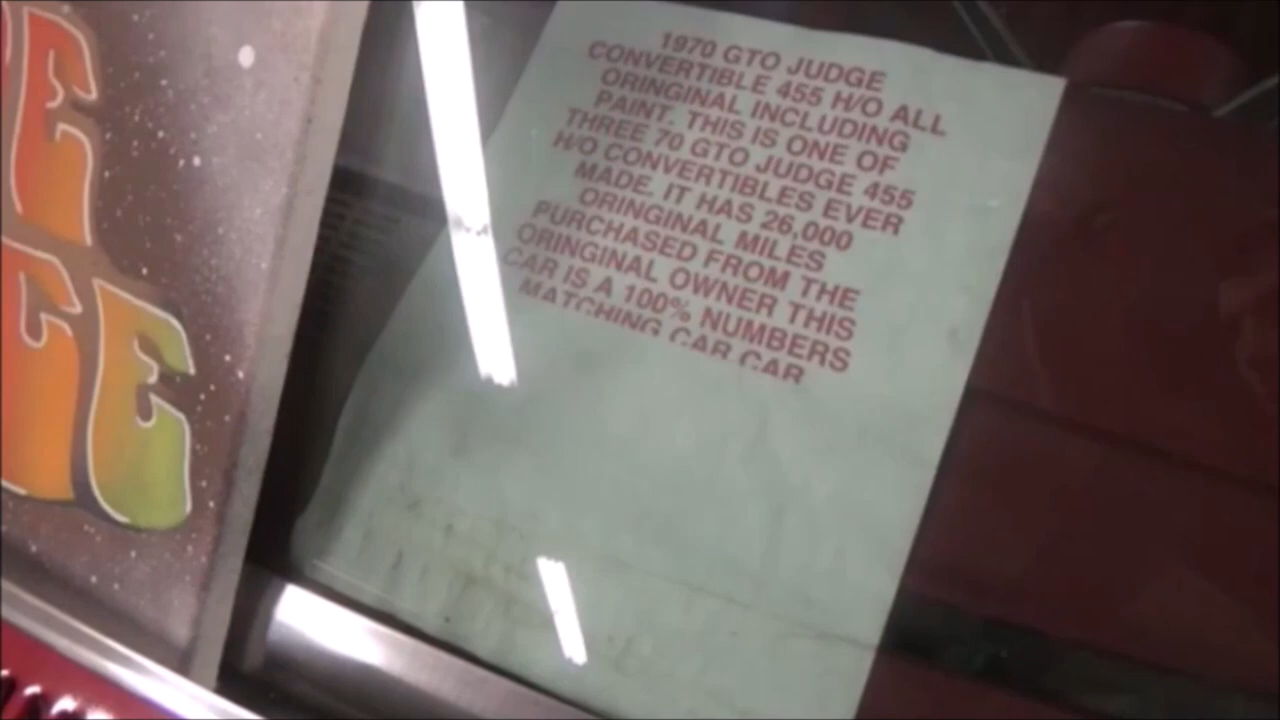 1970 GTO JUDGE
CONVERTIBLE 455 H/O ALL
ORINGINAL INCLUDING
PAINT. THIS IS ONE OF
THREE 70 GTO JUDGE 455
H/O CONVERTIBLES EVER
MADE. IT HAS 26,000
ORINGINAL MILES
PURCHASED FROM THE
ORINGINAL OWNER THIS
CAR IS A 100% NUMBERS
MATCHING CAR CAR